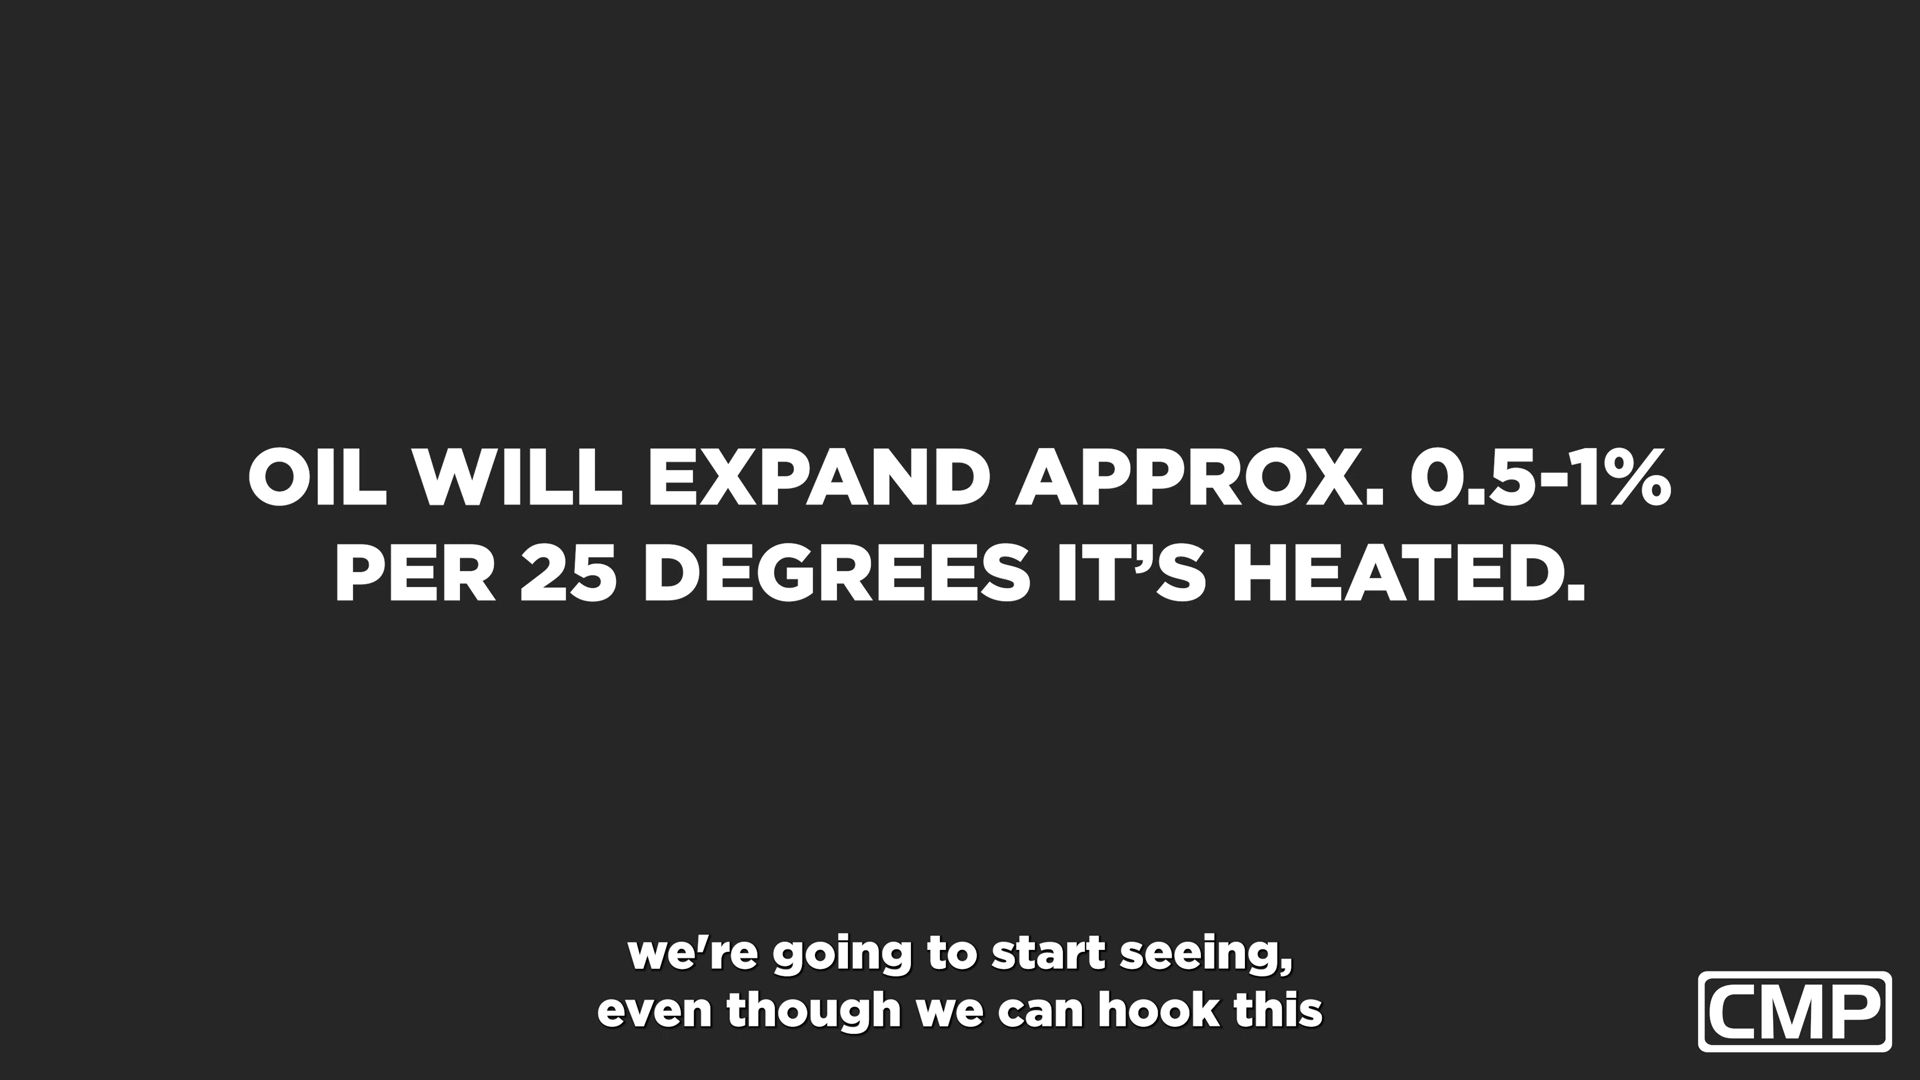 OIL WILL EXPAND APPROX. 0.5-1%
PER 25 DEGREES IT’S HEATED.
we're going to start seeing,
even though we can hook this
CMP